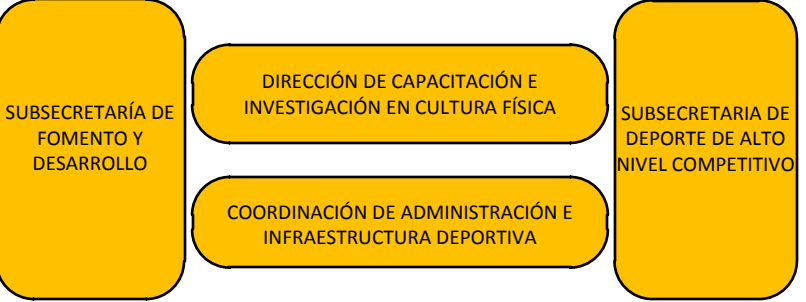 SUBSECRETARÍA DE
FOMENTO Y
DESARROLLO
DIRECCIÓN DE CAPACITACIÓN E
INVESTIGACIÓN EN CULTURA FÍSICA
COORDINACIÓN DE ADMINISTRACIÓN E
INFRAESTRUCTURA DEPORTIVA
SUBSECRETARIA DE
DEPORTE DE ALTO
NIVEL COMPETITIVO